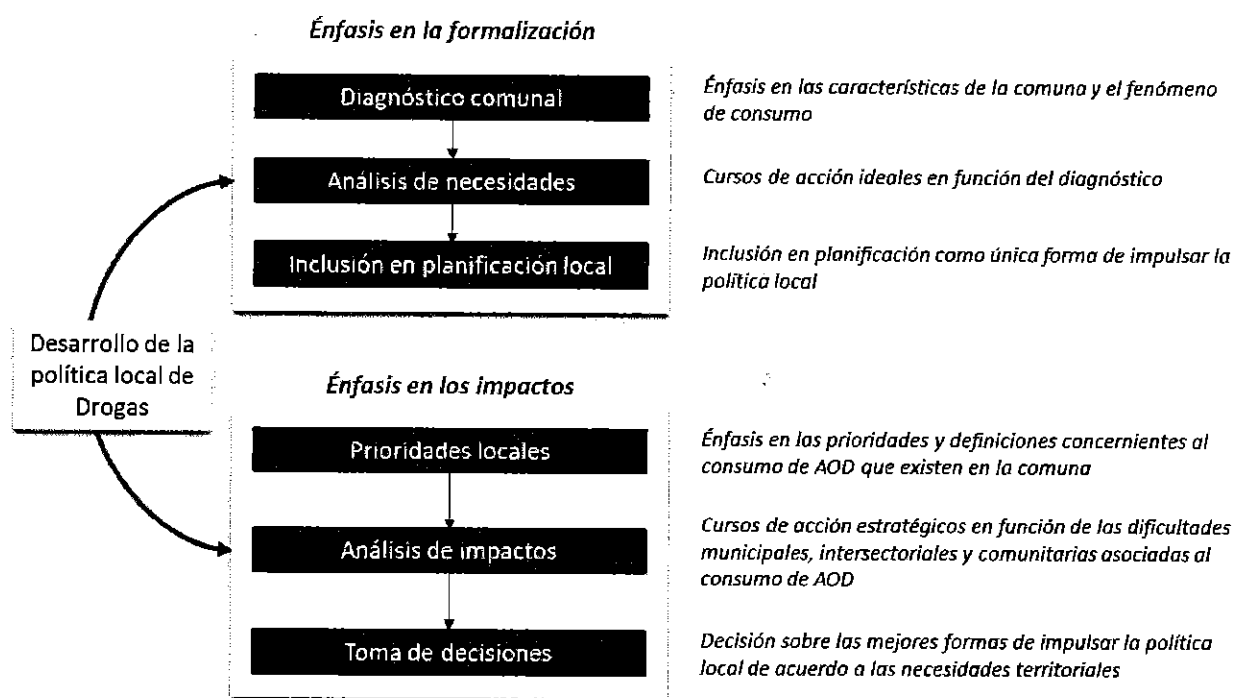 Énfasis en la formalización
Diagnóstico comunal
Énfasis en las características de la comuna y el fenómeno
de consumo
Análisis de necesidades
Cursos de acción ideales en función del diagnóstico
Inclusión en planificación local
Inclusión en planificación como única forma de impulsar la
política local
Desarrollo de la
política local de
Drogas
Énfasis en los impactos
Prioridades locales
Énfasis en las prioridades y definiciones concernientes al
consumo de AOD que existen en la comuna
Análisis de impactos
Cursos de acción estratégicos en función de las dificultades
municipales, intersectoriales y comunitarias asociadas al
consumo de AOD
Toma de decisiones
Decisión sobre las mejores formas de impulsar la política
local de acuerdo a las necesidades territoriales